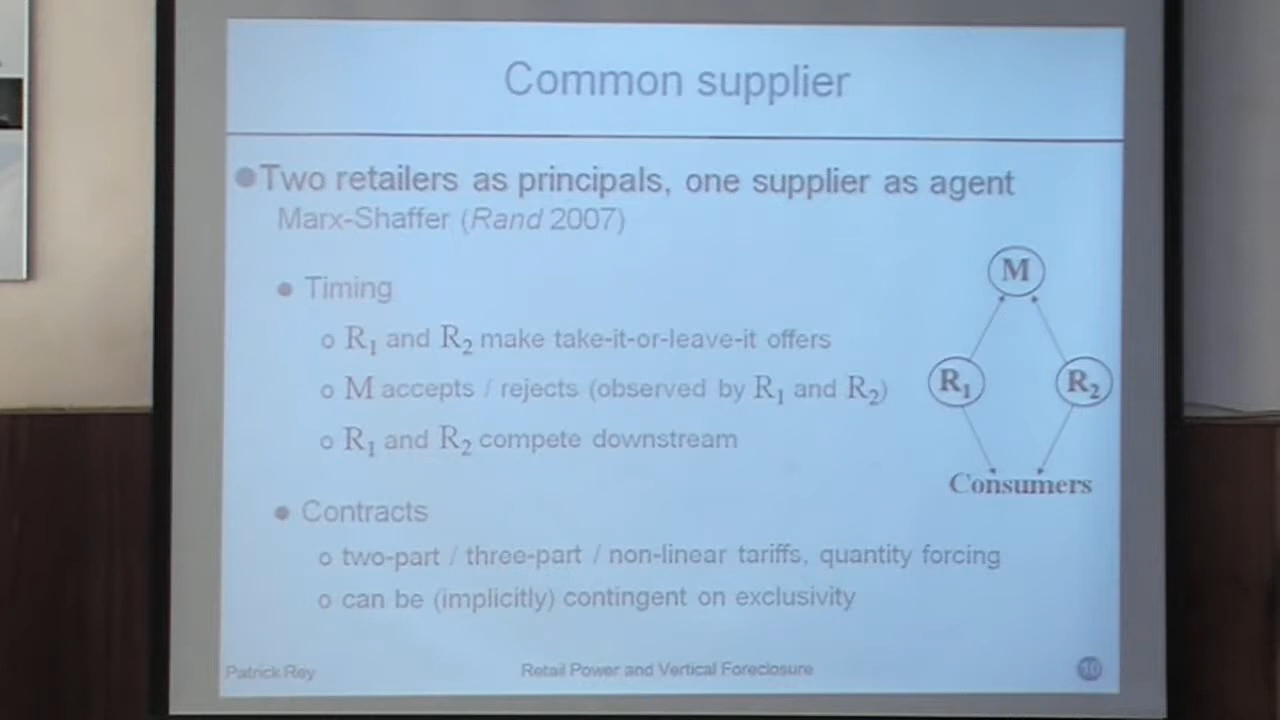 Common supplier
Two retailers as principals, one supplier as agent
Marx-Shaffer (Rand 2007)
Timing
R1 and R2 make take-it-or-leave-it offers
M accepts / rejects (observed by R1 and R2)
R1 and R2 compete downstream
Contracts
two-part / three-part / non-linear tariffs, quantity forcing
can be (implicitly) contingent on exclusivity
M
R1 R2
Consumers
Patrick Rey Retail Power and Vertical Foreclosure 10